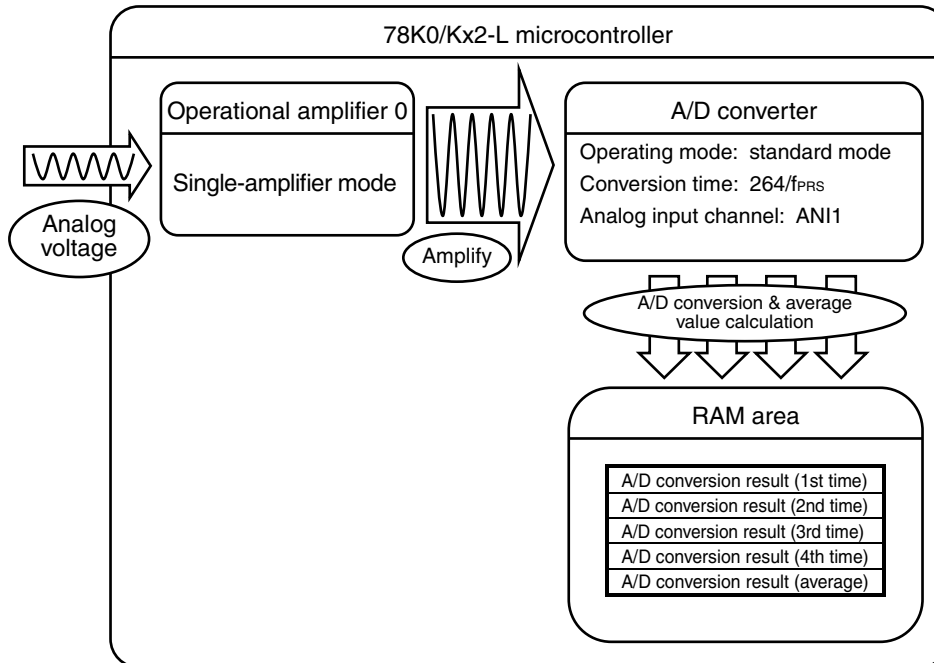 78K0/Kx2-L microcontroller
Operational amplifier 0
Single-amplifier mode
Analog
voltage
Amplify
A/D converter
Operating mode: standard mode
Conversion time: 264/fPRS
Analog input channel: ANI1
A/D conversion & average
value calculation
RAM area
A/D conversion result (1st time)
A/D conversion result (2nd time)
A/D conversion result (3rd time)
A/D conversion result (4th time)
A/D conversion result (average)